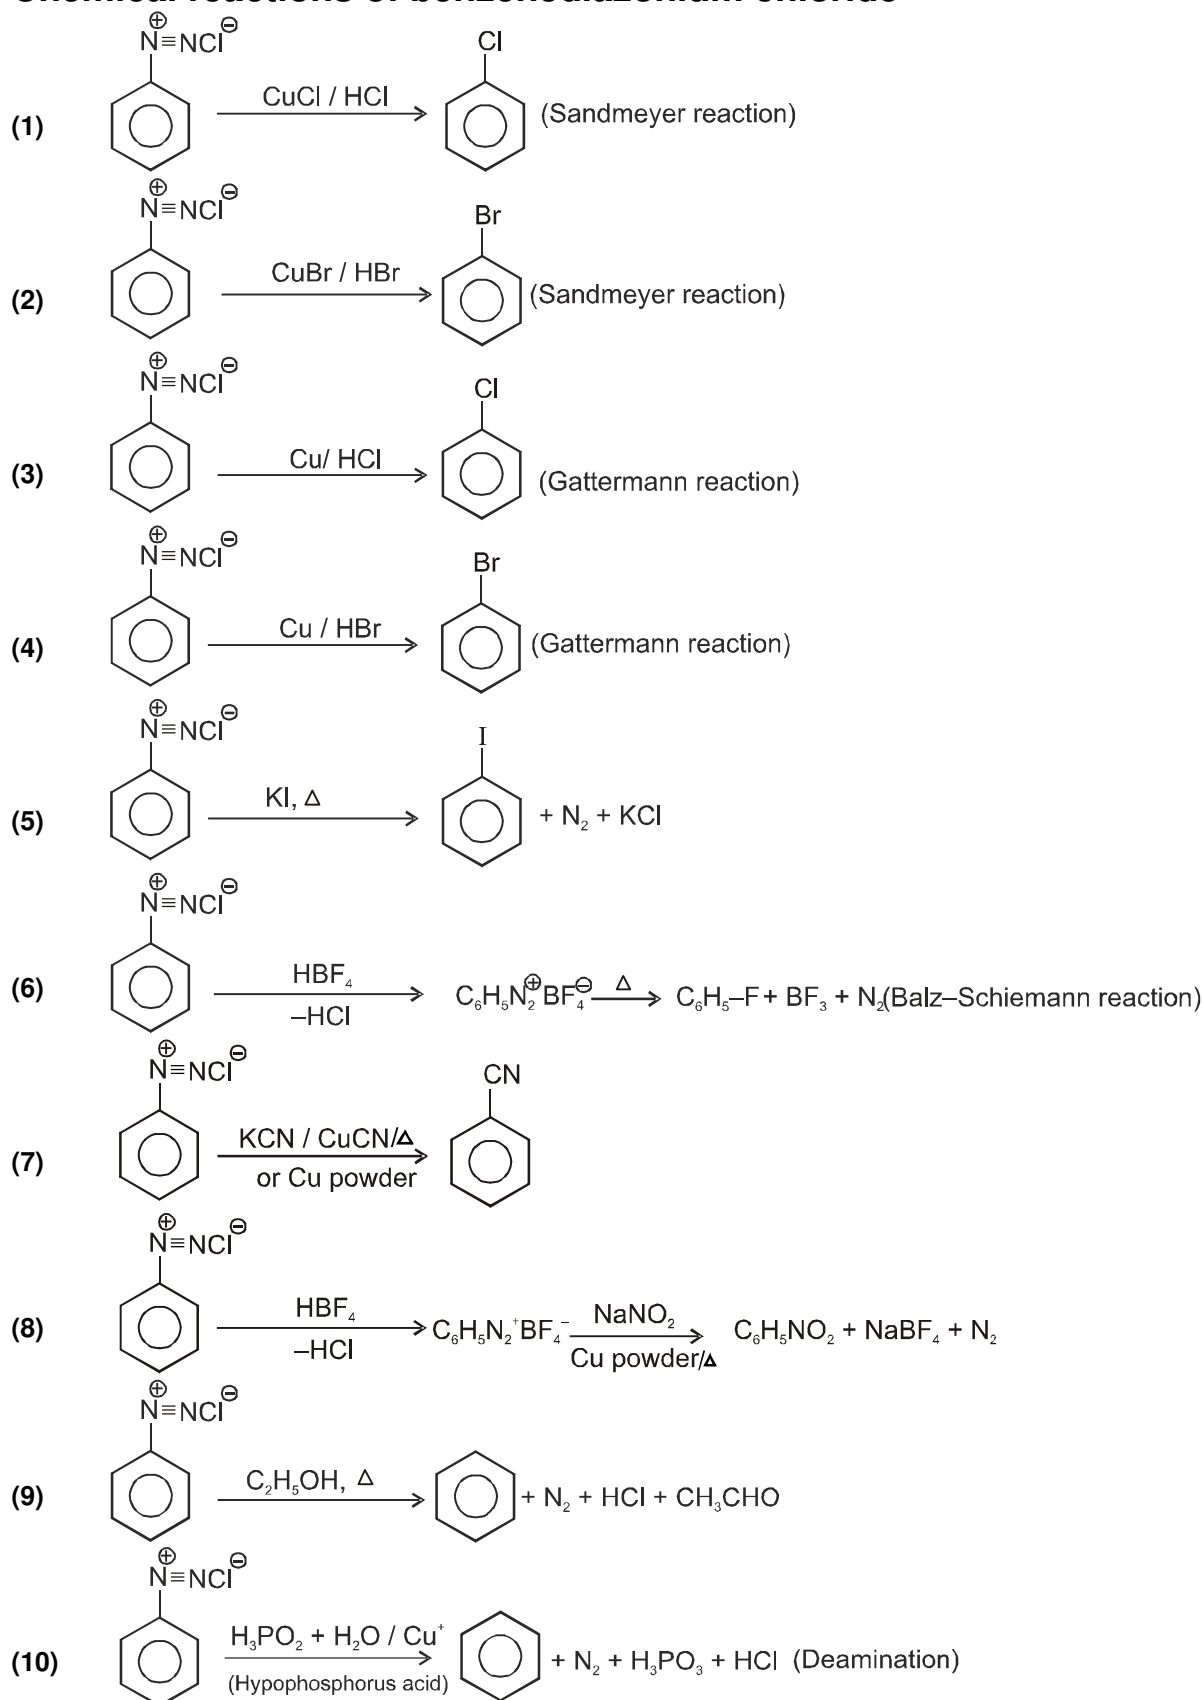 Chemical reactions of benzenediazonium chloride
N⊕≡NCl⊖ Cl
(1) CuCl / HCl (Sandmeyer reaction)
N⊕≡NCl⊖ Br
(2) CuBr / HBr (Sandmeyer reaction)
N⊕≡NCl⊖ Cl
(3) Cu/ HCl (Gattermann reaction)
N⊕≡NCl⊖ Br
(4) Cu / HBr (Gattermann reaction)
N⊕≡NCl⊖ I
(5) KI, Δ + N₂ + KCl
N⊕≡NCl⊖
(6) HBF₄ –HCl C₆H₅N₂⊕BF₄⊖ Δ C₆H₅–F + BF₃ + N₂(Balz–Schiemann reaction)
N⊕≡NCl⊖ CN
(7) KCN / CuCN/Δ or Cu powder
N⊕≡NCl⊖
(8) HBF₄ –HCl C₆H₅N₂⁺BF₄⁻ NaNO₂ Cu powder/Δ C₆H₅NO₂ + NaBF₄ + N₂
N⊕≡NCl⊖
(9) C₂H₅OH, Δ + N₂ + HCl + CH₃CHO
N⊕≡NCl⊖
(10) H₃PO₂ + H₂O / Cu⁺ (Hypophosphorus acid) + N₂ + H₃PO₃ + HCl (Deamination)